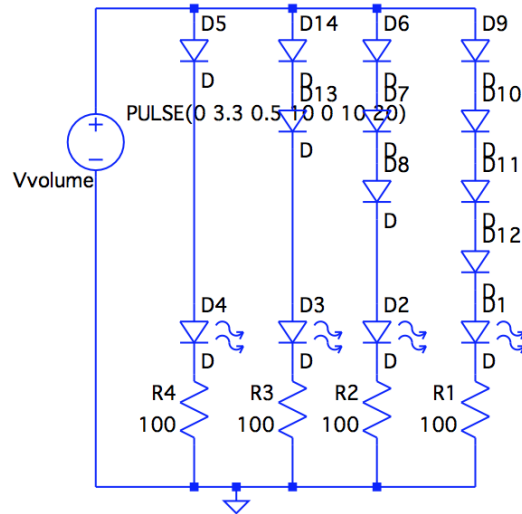 D5 D14 D6 D9
D D D D
D13 D7 D10
PULSE(0 3.3 0.5 10 0 10 20)
D D D
D8 D11
Vvolume
D D
D12
D
D4 D3 D2 D1
D D D D
R4 R3 R2 R1
100 100 100 100